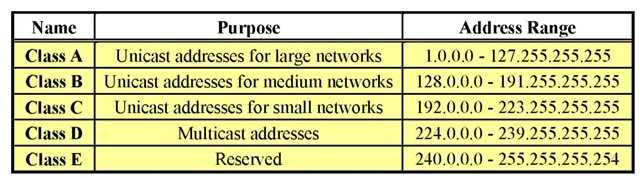 Name Purpose Address Range
Class A Unicast addresses for large networks 1.0.0.0 - 127.255.255.255
Class B Unicast addresses for medium networks 128.0.0.0 - 191.255.255.255
Class C Unicast addresses for small networks 192.0.0.0 - 223.255.255.255
Class D Multicast addresses 224.0.0.0 - 239.255.255.255
Class E Reserved 240.0.0.0 - 255.255.255.254